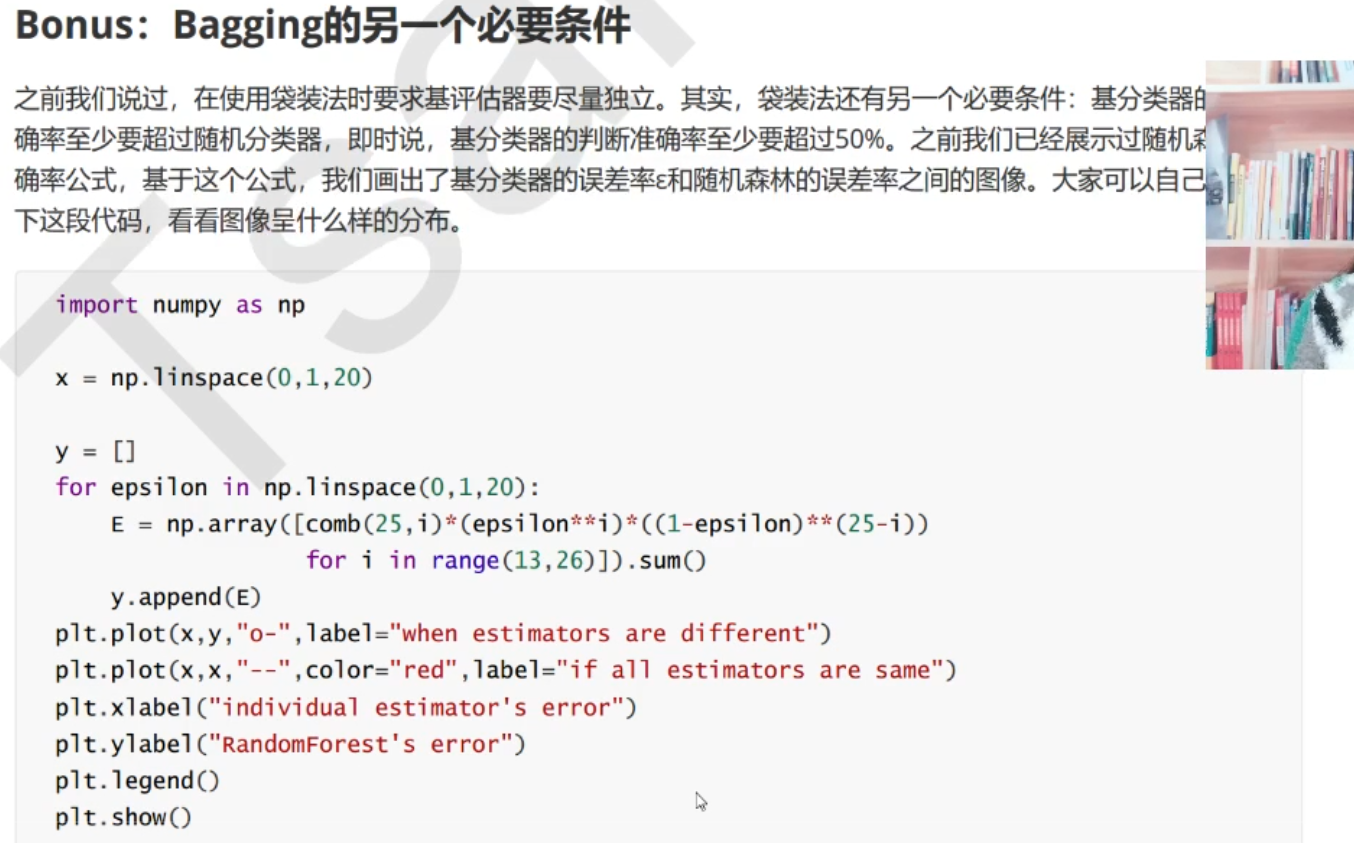 Bonus：Bagging的另一个必要条件
之前我们说过，在使用袋装法时要求基评估器要尽量独立。其实，袋装法还有另一个必要条件：基分类器的
确率至少要超过随机分类器，即时说，基分类器的判断准确率至少要超过50%。之前我们已经展示过随机森
确率公式，基于这个公式，我们画出了基分类器的误差率ε和随机森林的误差率之间的图像。大家可以自己
下这段代码，看看图像呈什么样的分布。
import numpy as np
x = np.linspace(0,1,20)
y = []
for epsilon in np.linspace(0,1,20):
    E = np.array([comb(25,i)*(epsilon**i)*((1-epsilon)**(25-i))
                  for i in range(13,26)]).sum()
    y.append(E)
plt.plot(x,y,"o-",label="when estimators are different")
plt.plot(x,x,"--",color="red",label="if all estimators are same")
plt.xlabel("individual estimator's error")
plt.ylabel("RandomForest's error")
plt.legend()
plt.show()